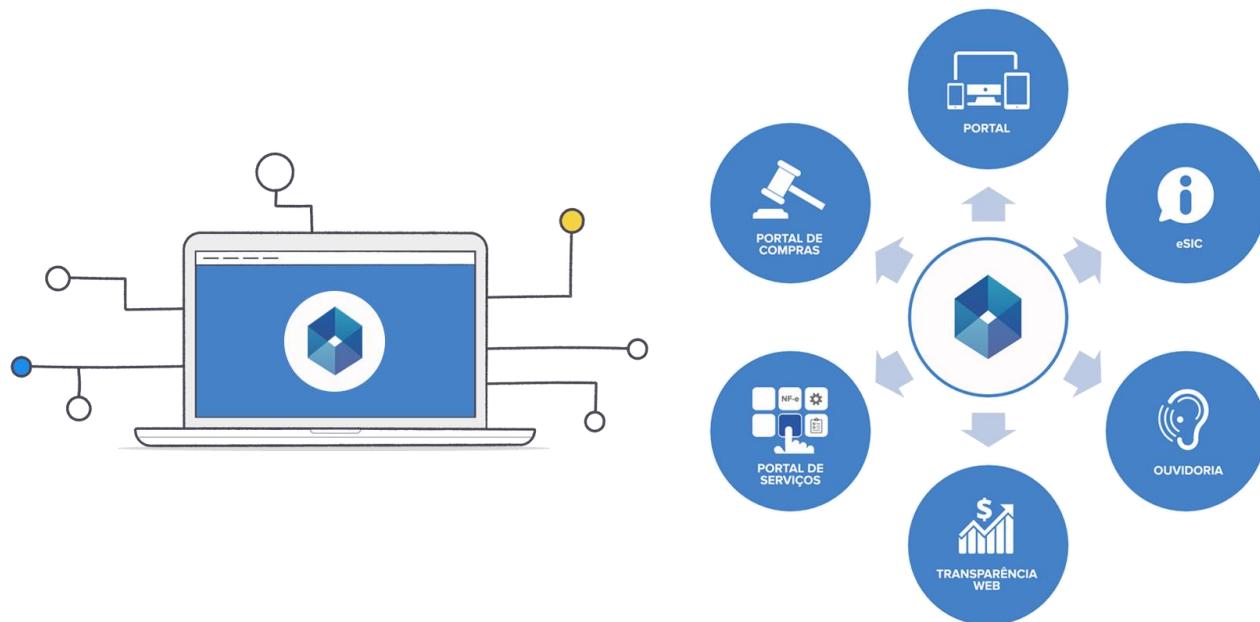 PORTAL
PORTAL DE
COMPRAS
eSIC
NF-e
PORTAL DE
SERVIÇOS
OUVIDORIA
TRANSPARÊNCIA
WEB